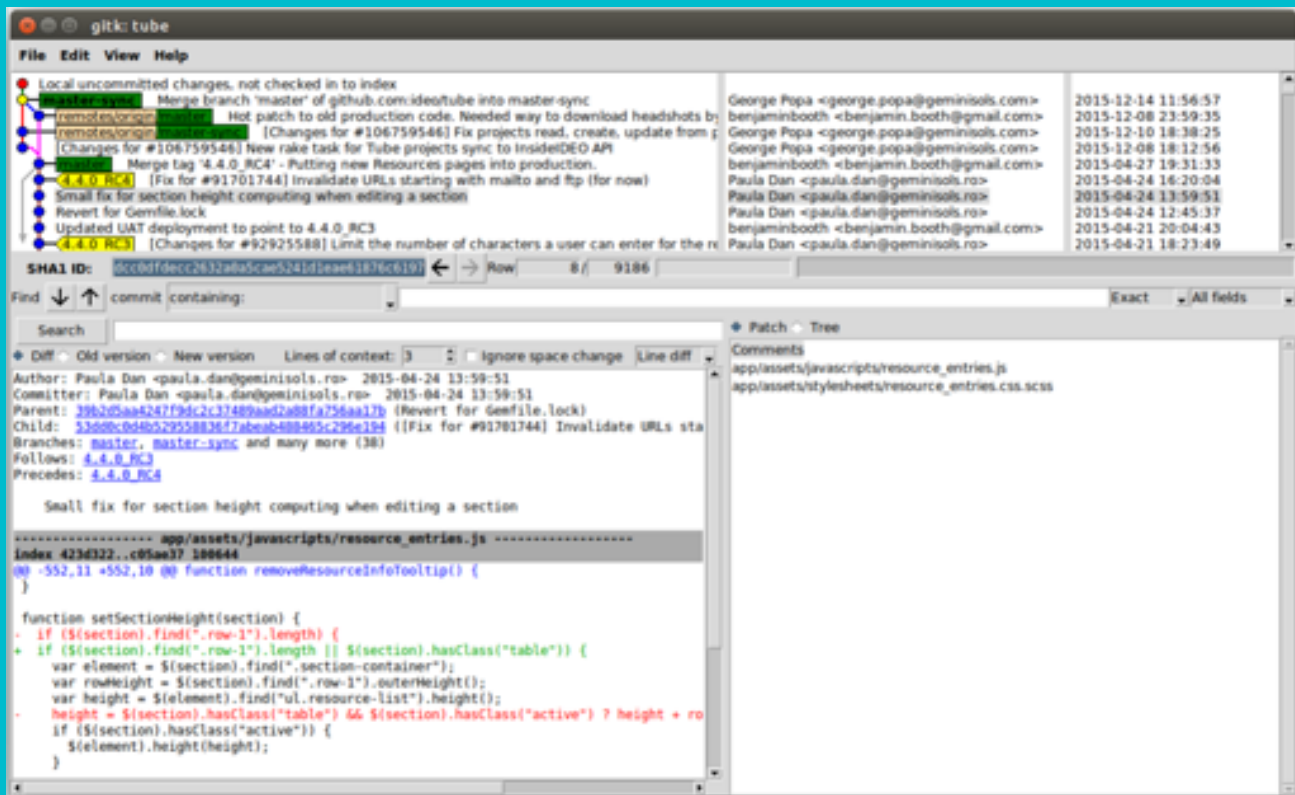 gitk: tube
File Edit View Help
Local uncommitted changes, not checked in to index
master-sync Merge branch 'master' of github.com:ideo/tube into master-sync George Popa <george.popa@geminisols.com> 2015-12-14 11:56:57
remotes/origin/master Hot patch to old production code. Needed way to download headshots by benjaminbooth <benjamin.booth@gmail.com> 2015-12-08 23:59:35
remotes/origin/master-sync [Changes for #106759546] Fix projects read, create, update from p George Popa <george.popa@geminisols.com> 2015-12-10 18:38:25
[Changes for #106759546] New rake task for Tube projects sync to InsideIDEO API George Popa <george.popa@geminisols.com> 2015-12-08 18:12:56
master Merge tag '4.4.0_RC4' - Putting new Resources pages into production. benjaminbooth <benjamin.booth@gmail.com> 2015-04-27 19:31:33
4.4.0_RC4 [Fix for #91701744] Invalidate URLs starting with mailto and ftp (for now) Paula Dan <paula.dan@geminisols.ro> 2015-04-24 16:20:04
Small fix for section height computing when editing a section Paula Dan <paula.dan@geminisols.ro> 2015-04-24 13:59:51
Revert for Gemfile.lock Paula Dan <paula.dan@geminisols.ro> 2015-04-24 12:45:37
Updated UAT deployment to point to 4.4.0_RC3 benjaminbooth <benjamin.booth@gmail.com> 2015-04-21 20:04:43
4.4.0_RC3 [Changes for #92925588] Limit the number of characters a user can enter for the re Paula Dan <paula.dan@geminisols.ro> 2015-04-21 18:23:49
SHA1 ID: Row 8 / 9186
Find commit containing: Exact All fields
Search Patch Tree
Diff Old version New version Lines of context: 3 Ignore space change Line diff
Comments
app/assets/javascripts/resource_entries.js
app/assets/stylesheets/resource_entries.css.scss
Author: Paula Dan <paula.dan@geminisols.ro> 2015-04-24 13:59:51
Committer: Paula Dan <paula.dan@geminisols.ro> 2015-04-24 13:59:51
Parent: (Revert for Gemfile.lock)
Child: ([Fix for #91701744] Invalidate URLs sta
Branches: master, master-sync and many more (38)
Follows: 4.4.0_RC3
Precedes: 4.4.0_RC4
Small fix for section height computing when editing a section
------------------ app/assets/javascripts/resource_entries.js ------------------
index 423d322..c05ae37 100644
@@ -552,11 +552,10 @@ function removeResourceInfoTooltip() {
}
function setSectionHeight(section) {
- if ($(section).find(".row-1").length) {
+ if ($(section).find(".row-1").length || $(section).hasClass("table")) {
var element = $(section).find(".section-container");
var rowHeight = $(section).find(".row-1").outerHeight();
var height = $(element).find("ul.resource-list").height();
- height = $(section).hasClass("table") && $(section).hasClass("active") ? height + ro
if ($(section).hasClass("active")) {
$(element).height(height);
}